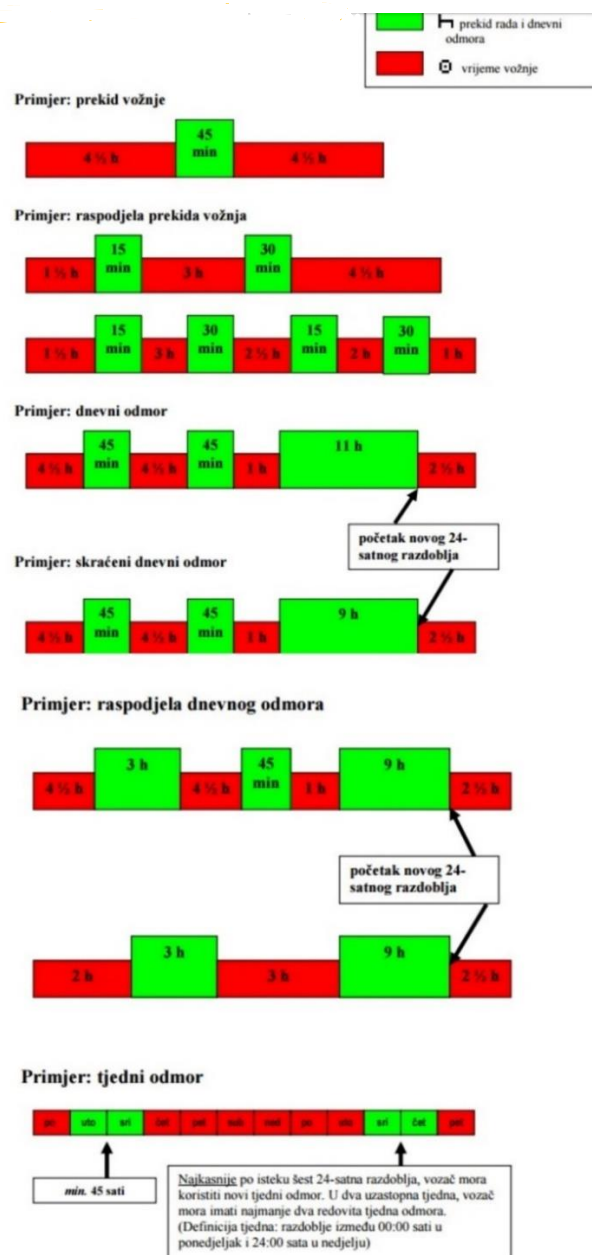 prekid rada i dnevni
odmora
vrijeme vožnje
Primjer: prekid vožnje
4 ½ h 45 min 4 ½ h
Primjer: raspodjela prekida vožnja
1 ½ h 15 min 3 h 30 min 4 ½ h
1 ½ h 15 min 3 h 30 min 2 ½ h 15 min 2 h 30 min 1 h
Primjer: dnevni odmor
4 ½ h 45 min 4 ½ h 45 min 1 h 11 h 2 ½ h
početak novog 24-
satnog razdoblja
Primjer: skraćeni dnevni odmor
4 ½ h 45 min 4 ½ h 45 min 1 h 9 h 2 ½ h
Primjer: raspodjela dnevnog odmora
4 ½ h 3 h 4 ½ h 45 min 1 h 9 h 2 ½ h
početak novog 24-
satnog razdoblja
2 h 3 h 3 h 9 h 2 ½ h
Primjer: tjedni odmor
po uto sri čet pet sub ned po uto sri čet pet
min. 45 sati
Najkasnije po isteku šest 24-satna razdoblja, vozač mora
koristiti novi tjedni odmor. U dva uzastopna tjedna, vozač
mora imati najmanje dva redovita tjedna odmora.
(Definicija tjedna: razdoblje između 00:00 sati u
ponedjeljak i 24:00 sata u nedjelju)